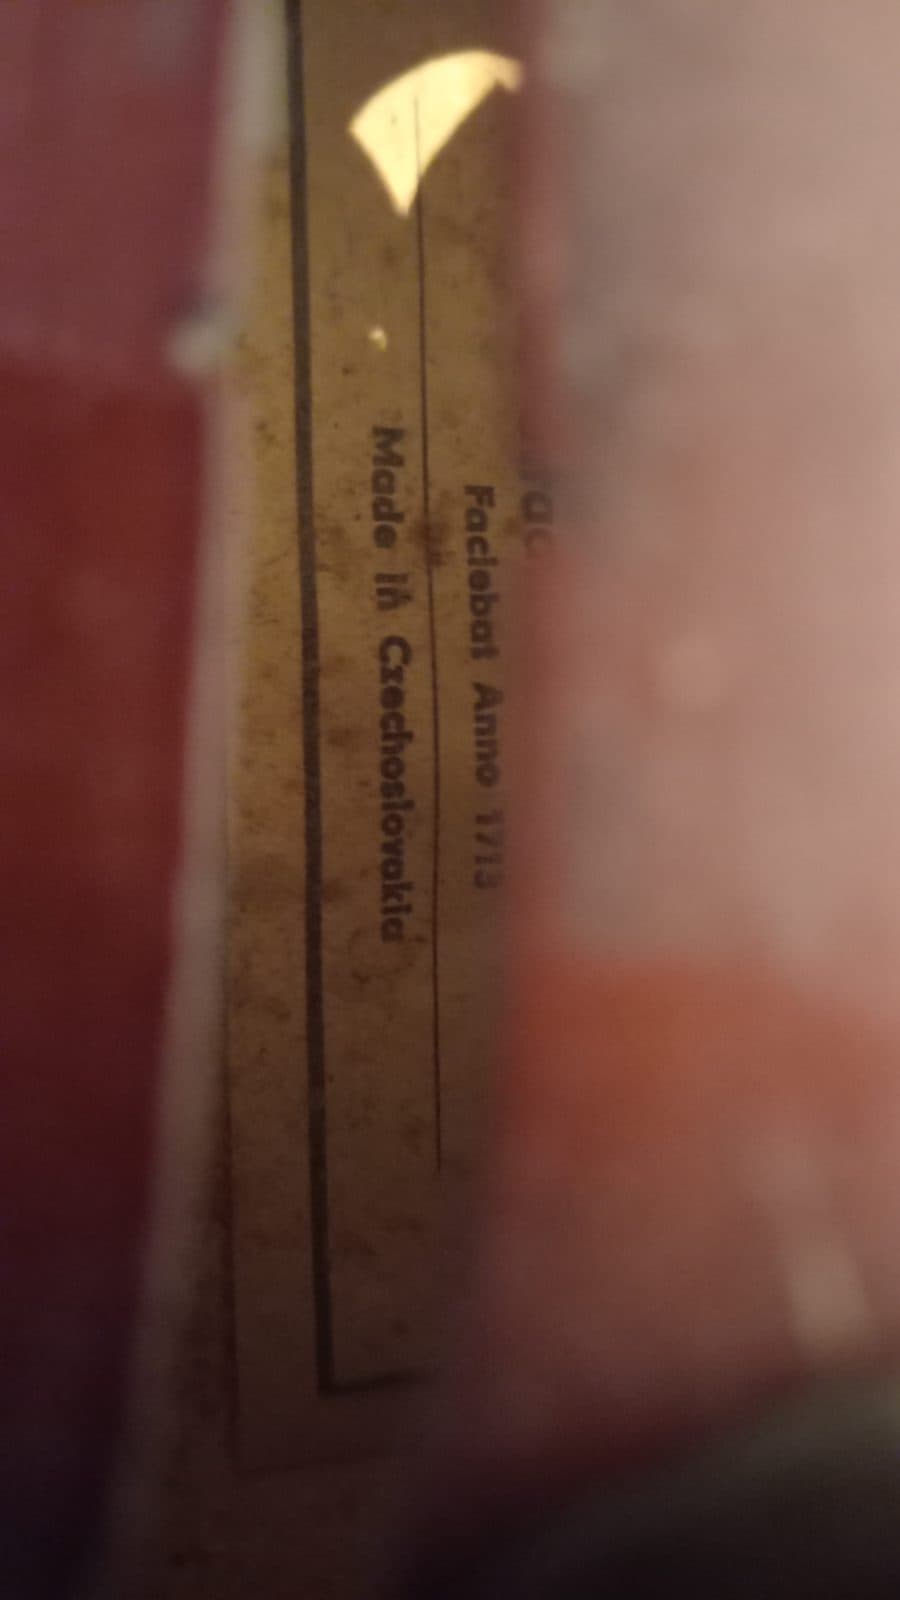 Faciebat Anno 1713
Made in Czechoslovakia